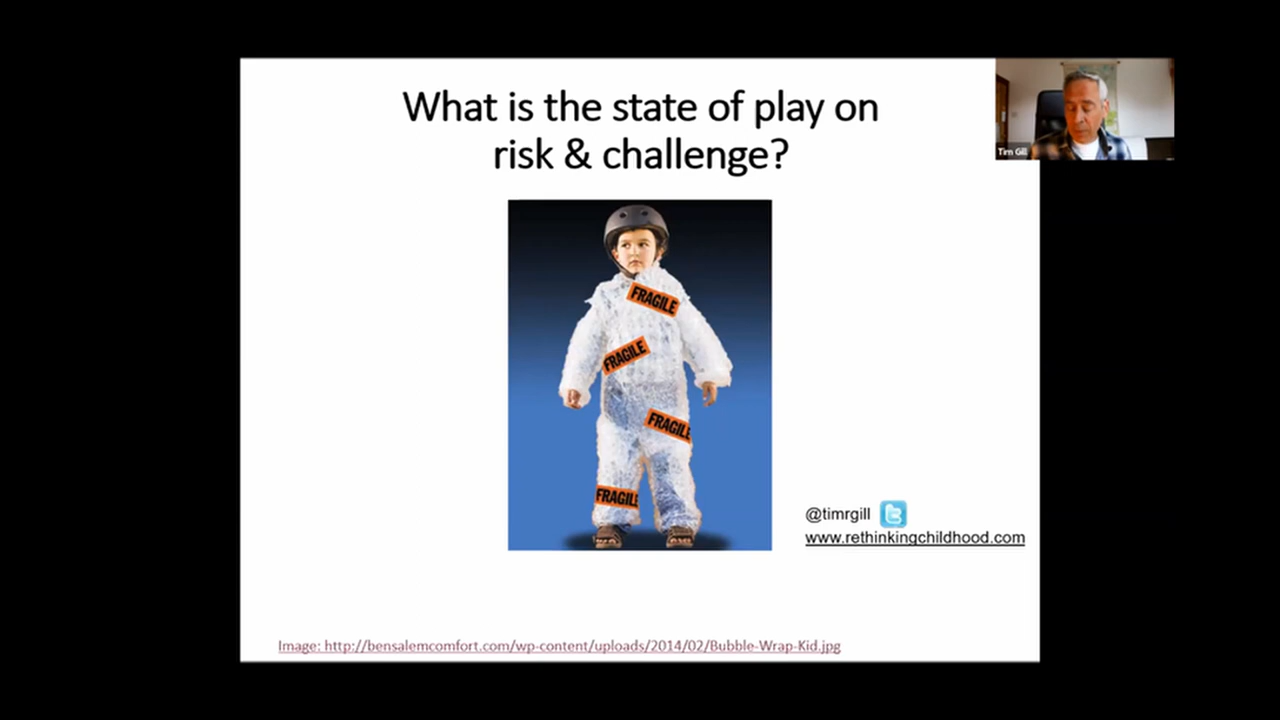 What is the state of play on
risk & challenge?
Tim Gill
FRAGILE
FRAGILE
FRAGILE
FRAGILE
@timrgill
www.rethinkingchildhood.com
Image: http://bensalemcomfort.com/wp-content/uploads/2014/02/Bubble-Wrap-Kid.jpg